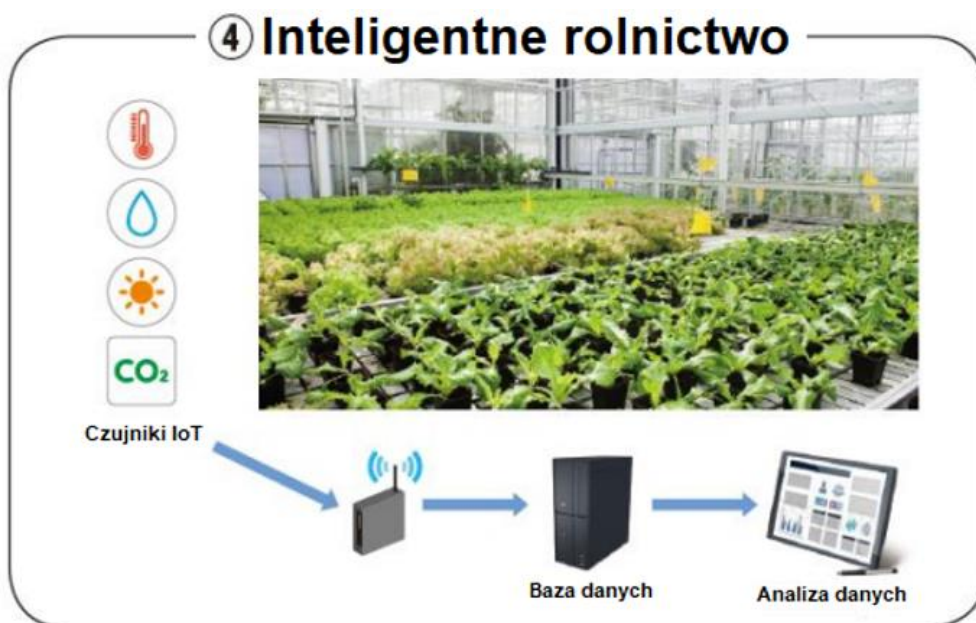 ④ Inteligentne rolnictwo
CO₂
Czujniki IoT
Baza danych
Analiza danych